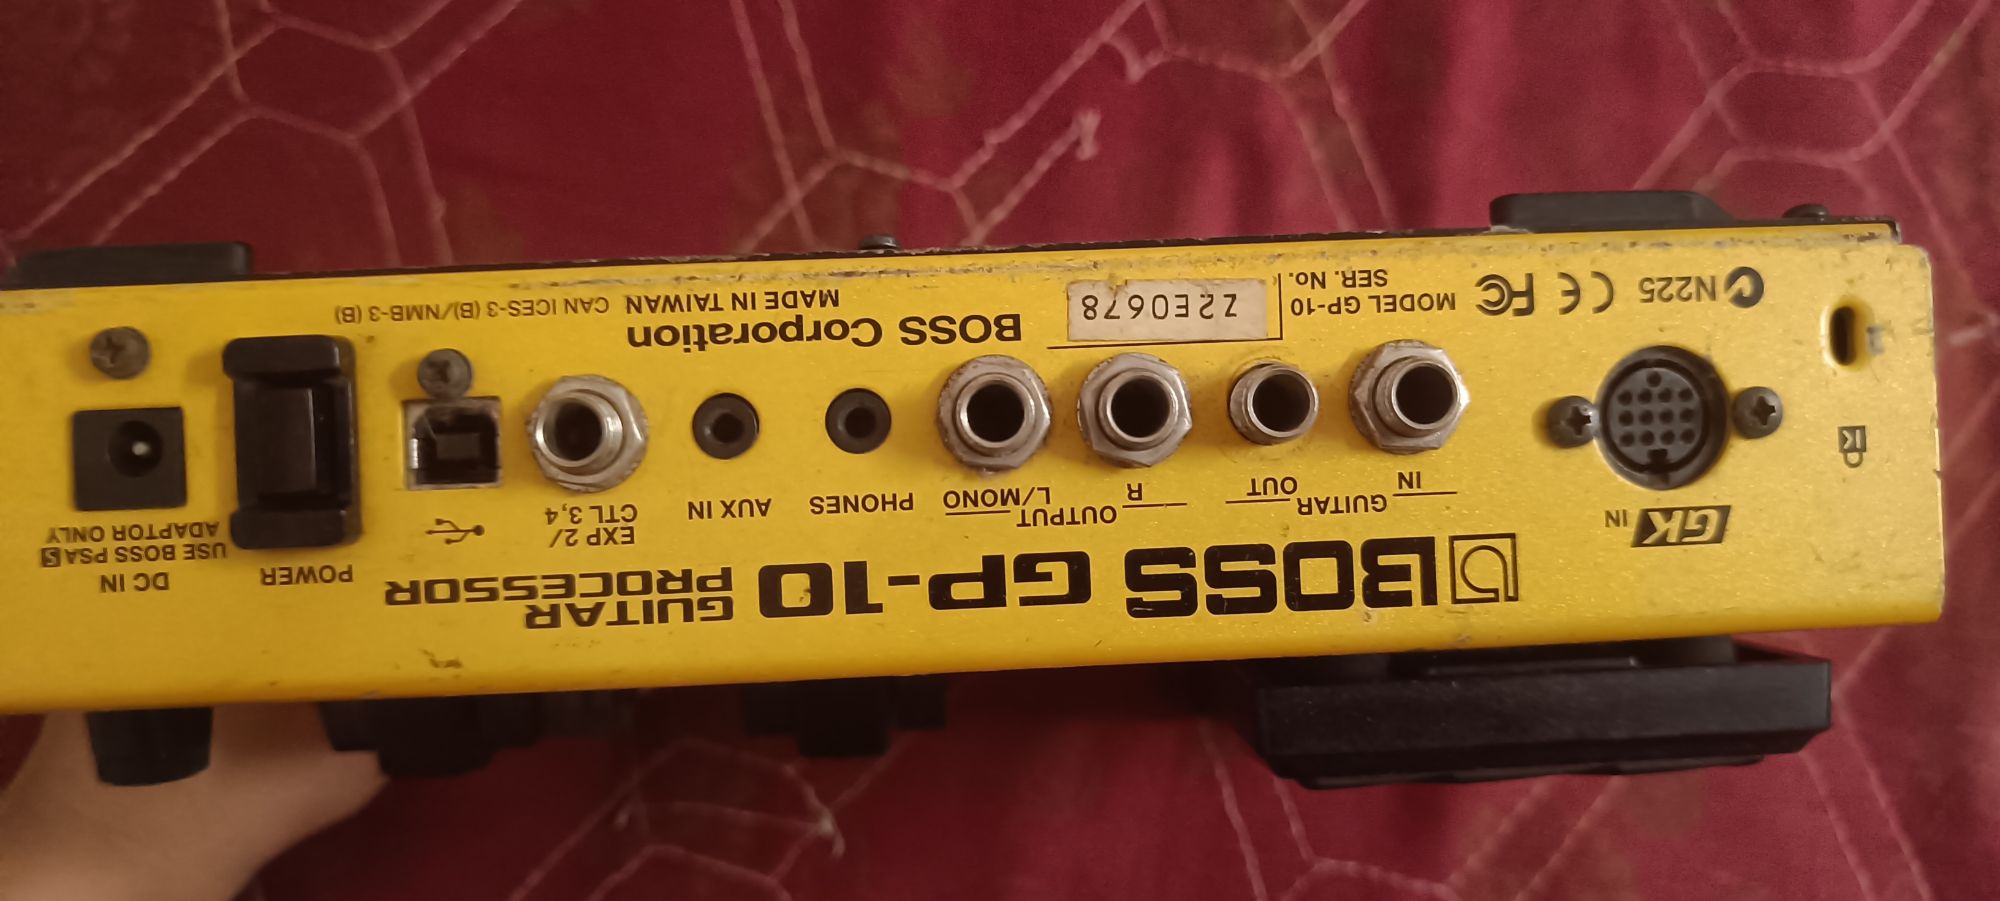 BOSS GP-10 GUITAR
PROCESSOR
GK IN
GUITAR
IN
OUT
OUTPUT
R
L/MONO
PHONES
AUX IN
EXP 2/
CTL 3,4
POWER
DC IN
USE BOSS PSA S
ADAPTOR ONLY
N225
CE FC
MODEL GP-10
SER. No.
Z2E0678
BOSS Corporation
MADE IN TAIWAN
CAN ICES-3 (B)/NMB-3 (B)